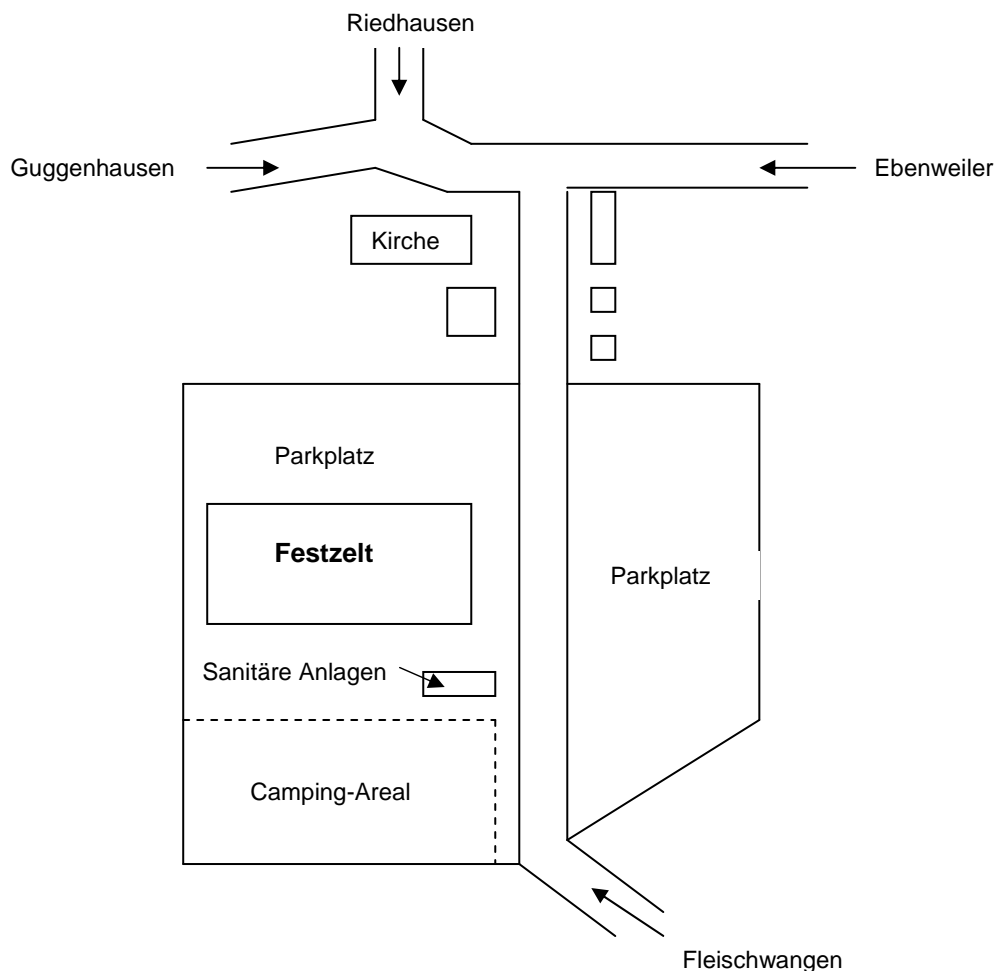 Riedhausen
Guggenhausen
Ebenweiler
Kirche
Parkplatz
Festzelt
Parkplatz
Sanitäre Anlagen
Camping-Areal
Fleischwangen